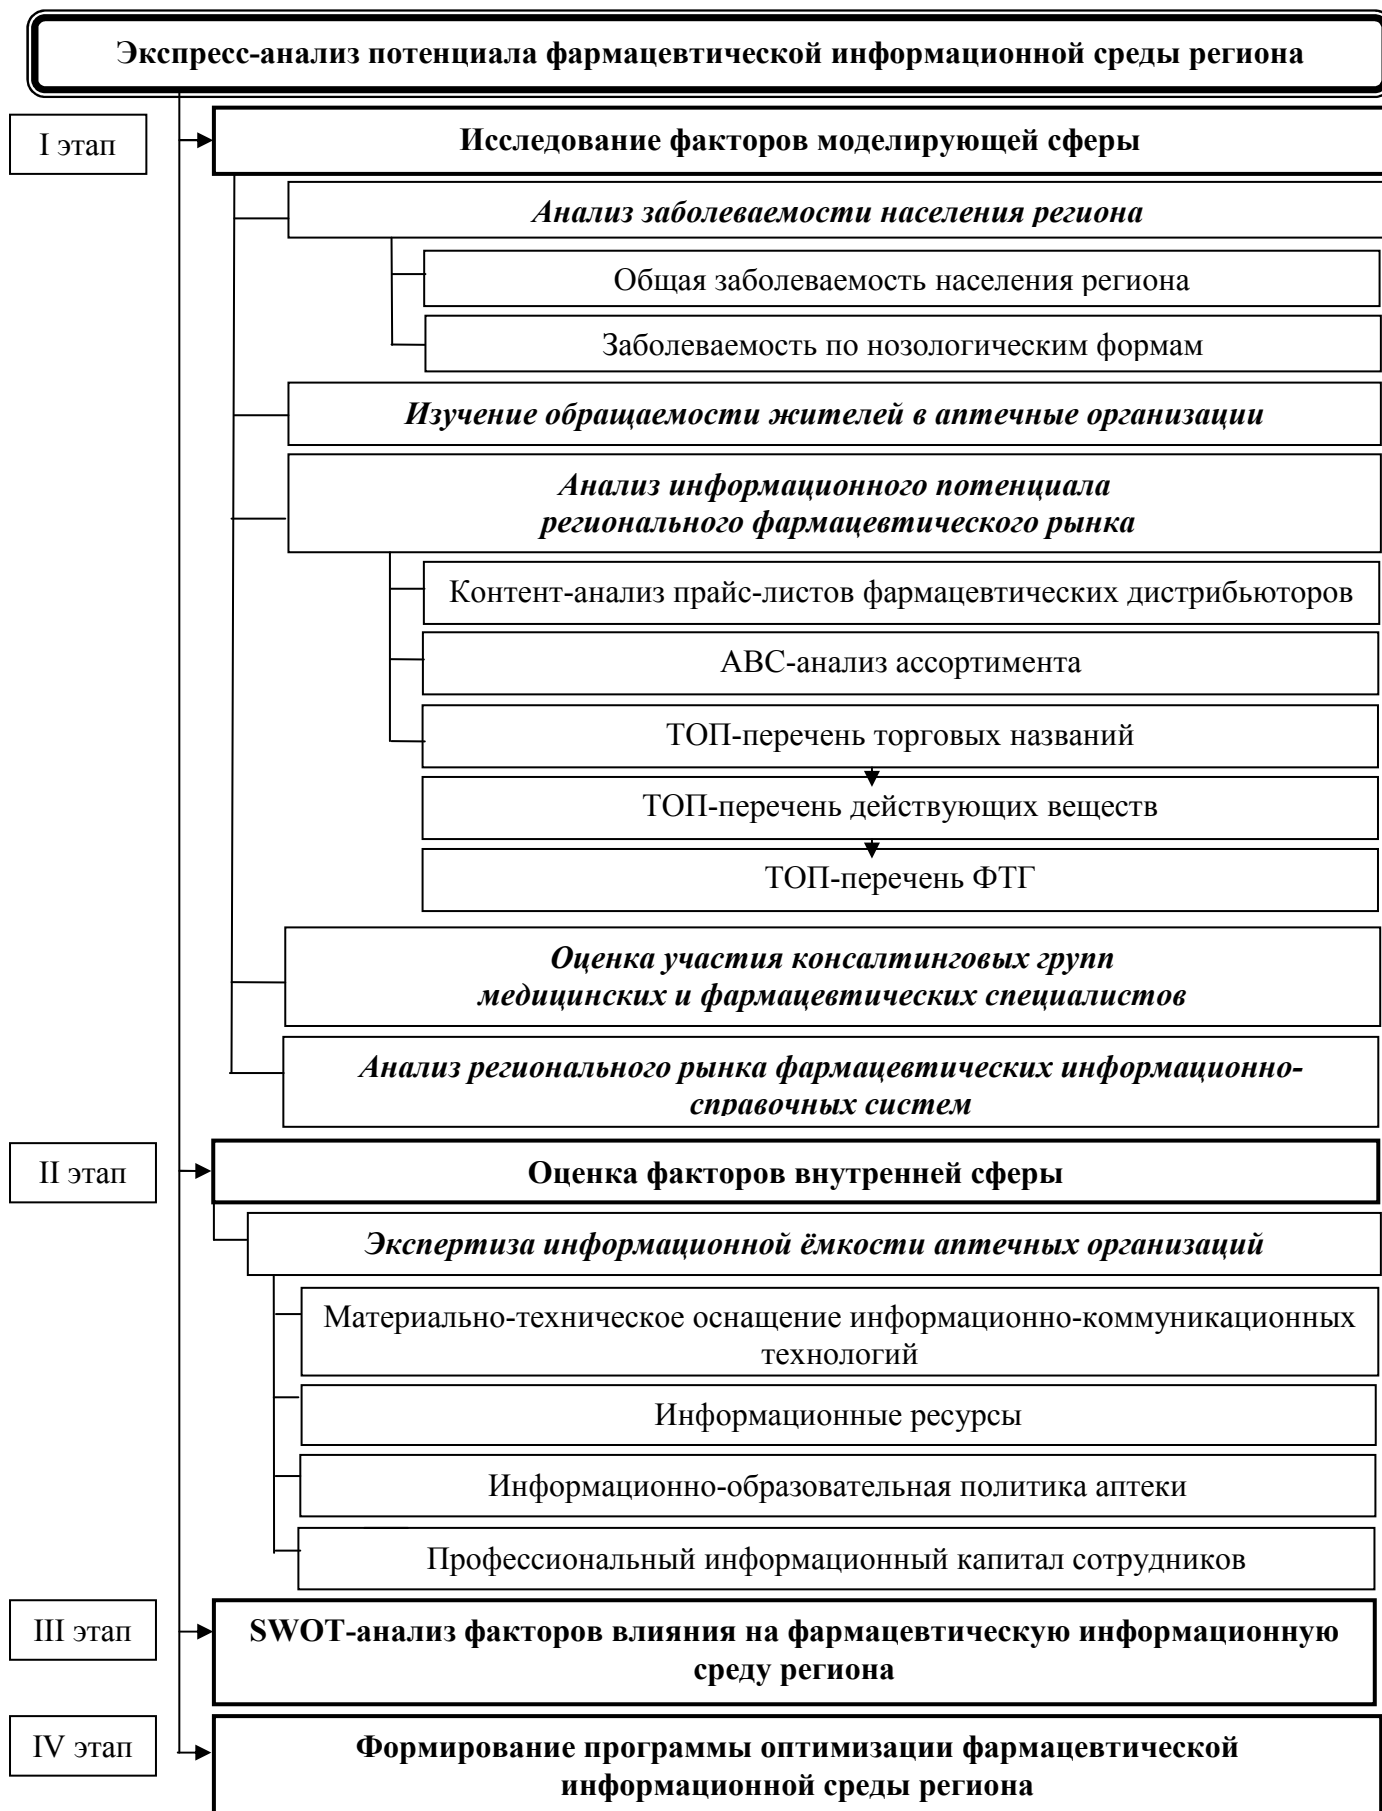 Экспресс-анализ потенциала фармацевтической информационной среды региона
I этап
Исследование факторов моделирующей сферы
Анализ заболеваемости населения региона
Общая заболеваемость населения региона
Заболеваемость по нозологическим формам
Изучение обращаемости жителей в аптечные организации
Анализ информационного потенциала
регионального фармацевтического рынка
Контент-анализ прайс-листов фармацевтических дистрибьюторов
АВС-анализ ассортимента
ТОП-перечень торговых названий
ТОП-перечень действующих веществ
ТОП-перечень ФТГ
Оценка участия консалтинговых групп
медицинских и фармацевтических специалистов
Анализ регионального рынка фармацевтических информационно-
справочных систем
II этап
Оценка факторов внутренней сферы
Экспертиза информационной ёмкости аптечных организаций
Материально-техническое оснащение информационно-коммуникационных
технологий
Информационные ресурсы
Информационно-образовательная политика аптеки
Профессиональный информационный капитал сотрудников
III этап
SWOT-анализ факторов влияния на фармацевтическую информационную
среду региона
IV этап
Формирование программы оптимизации фармацевтической
информационной среды региона